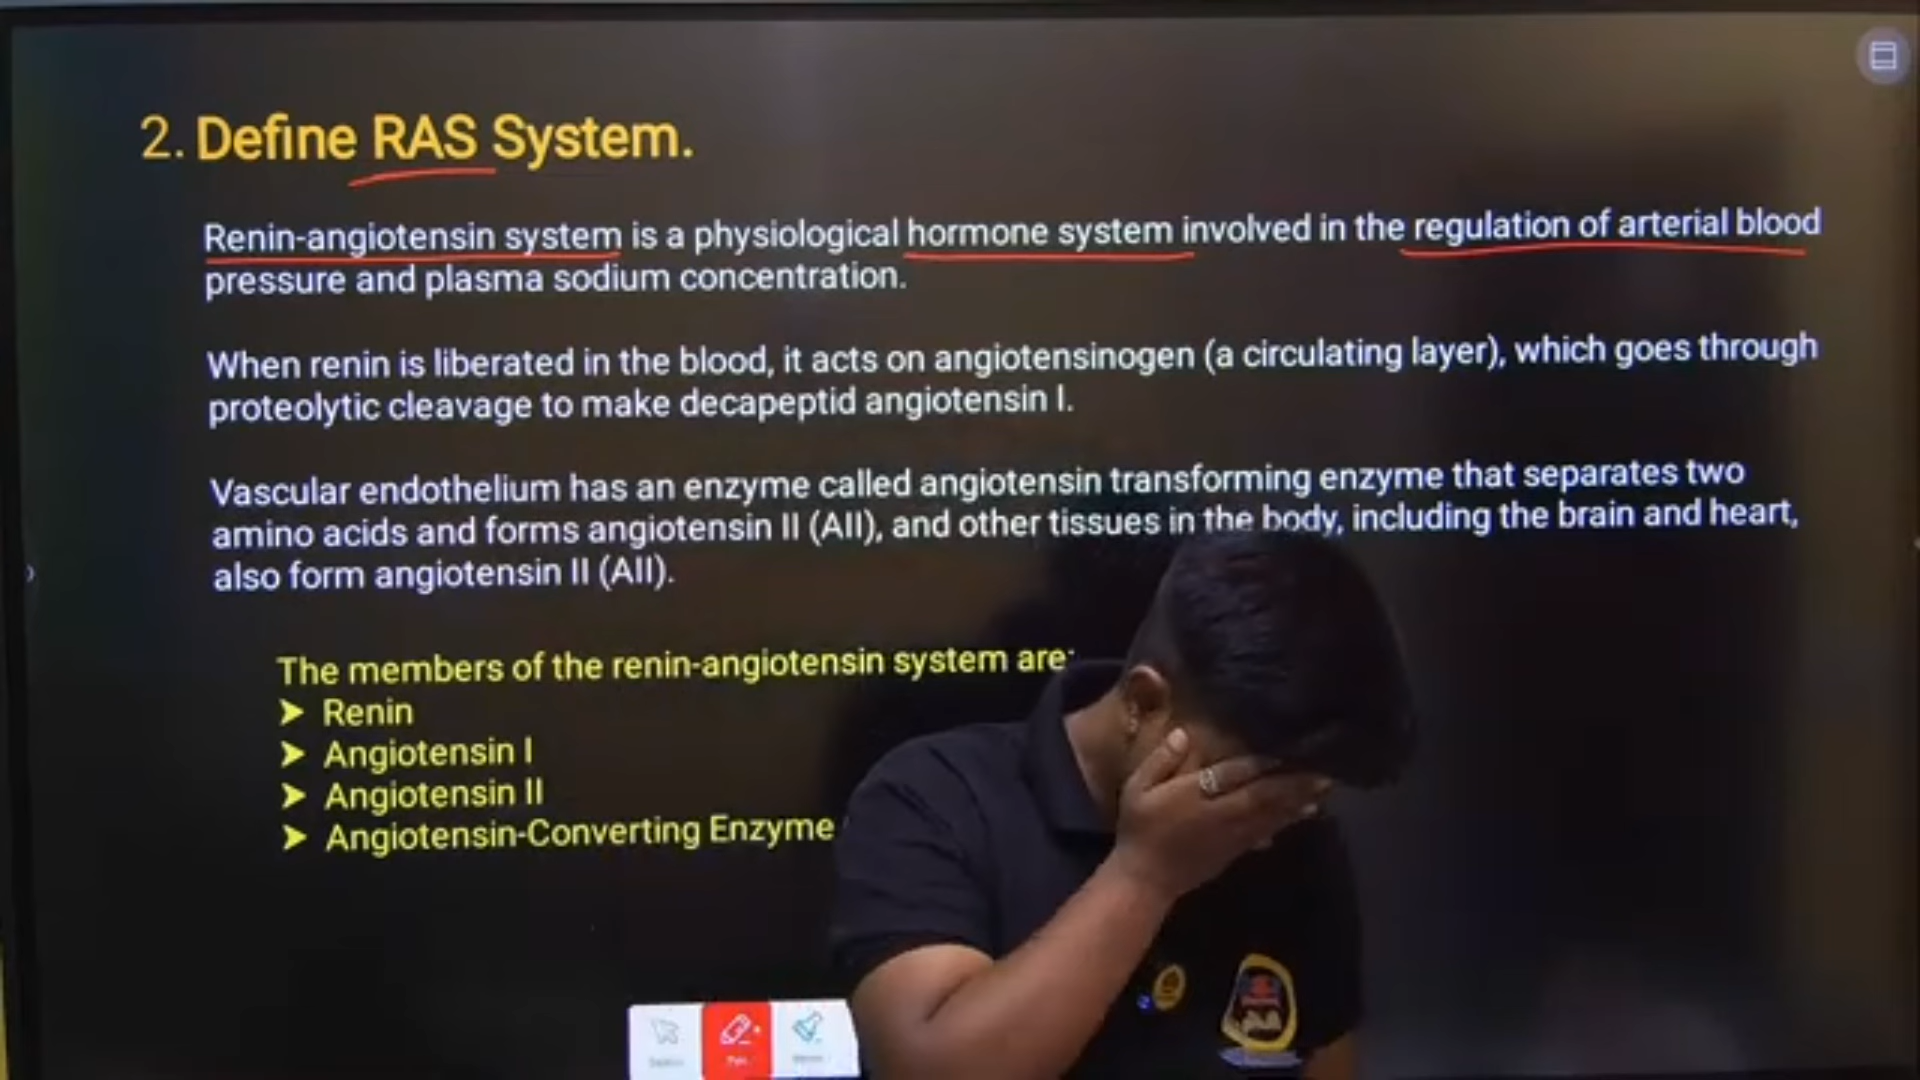 2. Define RAS System.
Renin-angiotensin system is a physiological hormone system involved in the regulation of arterial blood
pressure and plasma sodium concentration.
When renin is liberated in the blood, it acts on angiotensinogen (a circulating layer), which goes through
proteolytic cleavage to make decapeptid angiotensin I.
Vascular endothelium has an enzyme called angiotensin transforming enzyme that separates two
amino acids and forms angiotensin II (AII), and other tissues in the body, including the brain and heart,
also form angiotensin II (AII).
The members of the renin-angiotensin system are:
➤ Renin
➤ Angiotensin I
➤ Angiotensin II
➤ Angiotensin-Converting Enzyme
Pen